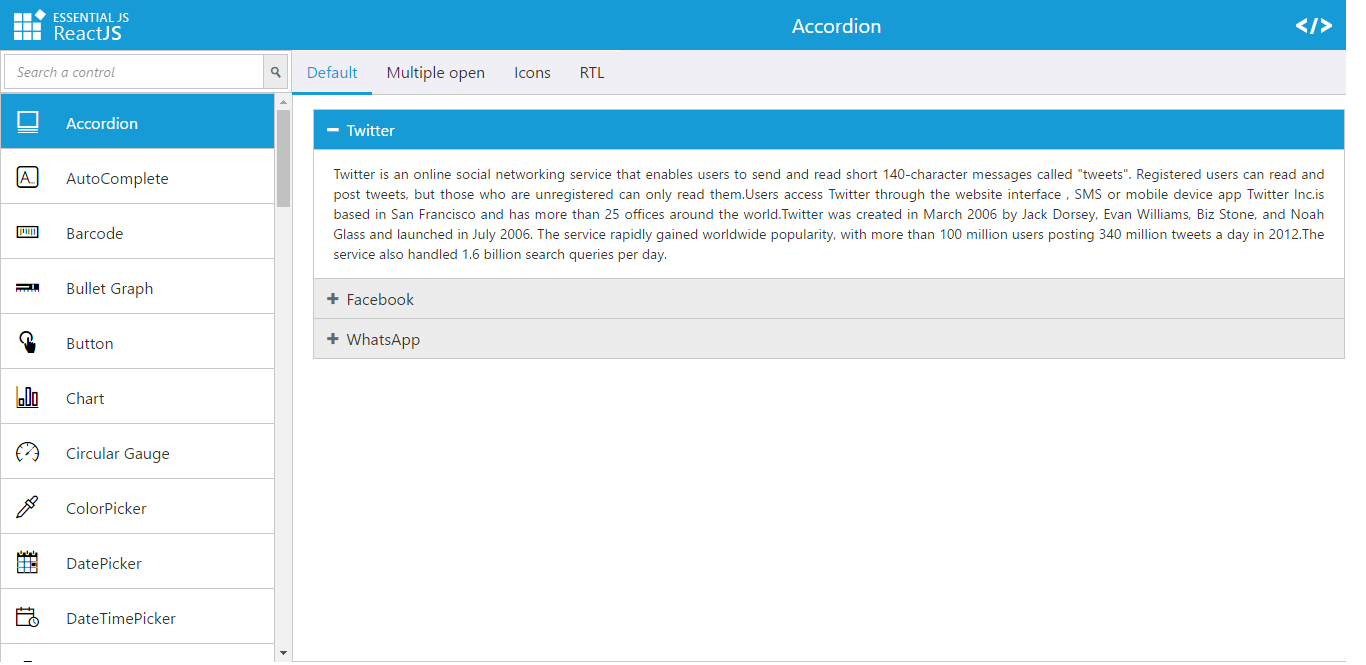 ESSENTIAL JS
ReactJS
Accordion
</>
Search a control
Default
Multiple open
Icons
RTL
Accordion
AutoComplete
Barcode
Bullet Graph
Button
Chart
Circular Gauge
ColorPicker
DatePicker
DateTimePicker
Twitter
Twitter is an online social networking service that enables users to send and read short 140-character messages called "tweets". Registered users can read and
post tweets, but those who are unregistered can only read them.Users access Twitter through the website interface , SMS or mobile device app Twitter Inc.is
based in San Francisco and has more than 25 offices around the world.Twitter was created in March 2006 by Jack Dorsey, Evan Williams, Biz Stone, and Noah
Glass and launched in July 2006. The service rapidly gained worldwide popularity, with more than 100 million users posting 340 million tweets a day in 2012.The
service also handled 1.6 billion search queries per day.
Facebook
WhatsApp